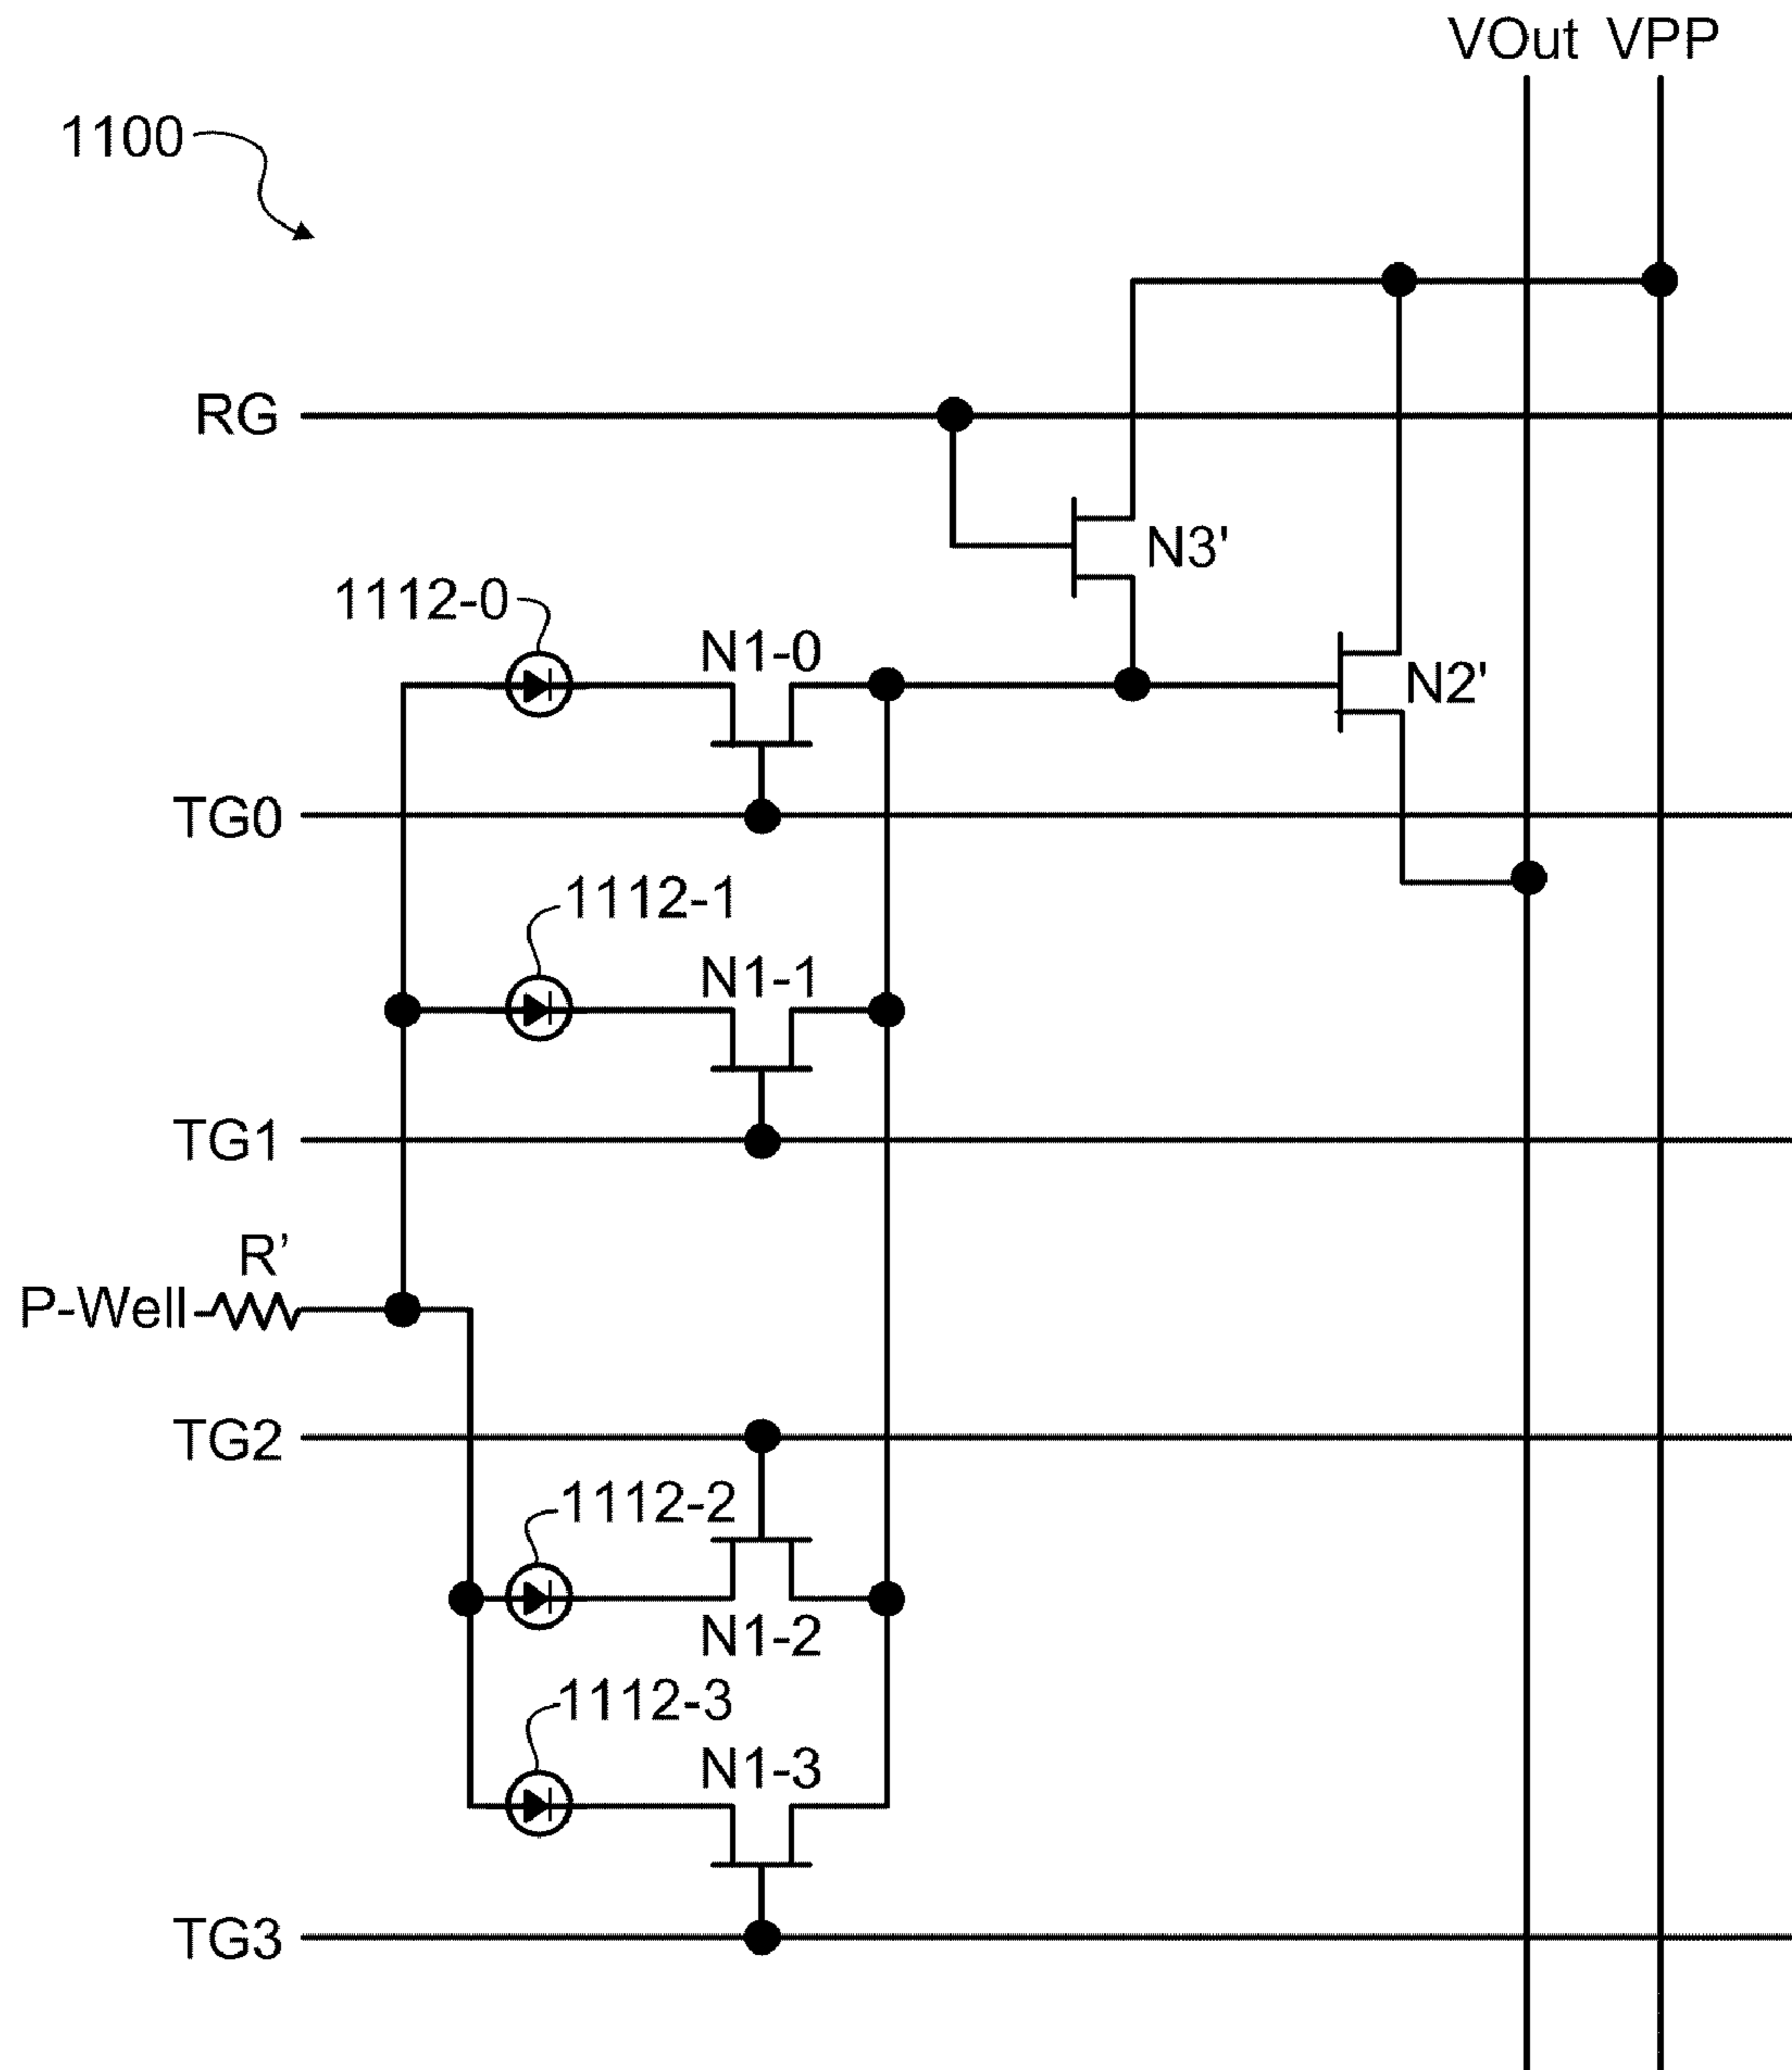 VOut VPP
1100
RG
N3'
1112-0
N1-0
N2'
TG0
1112-1
N1-1
TG1
R’
P-Well
TG2
1112-2
N1-2
1112-3
N1-3
TG3